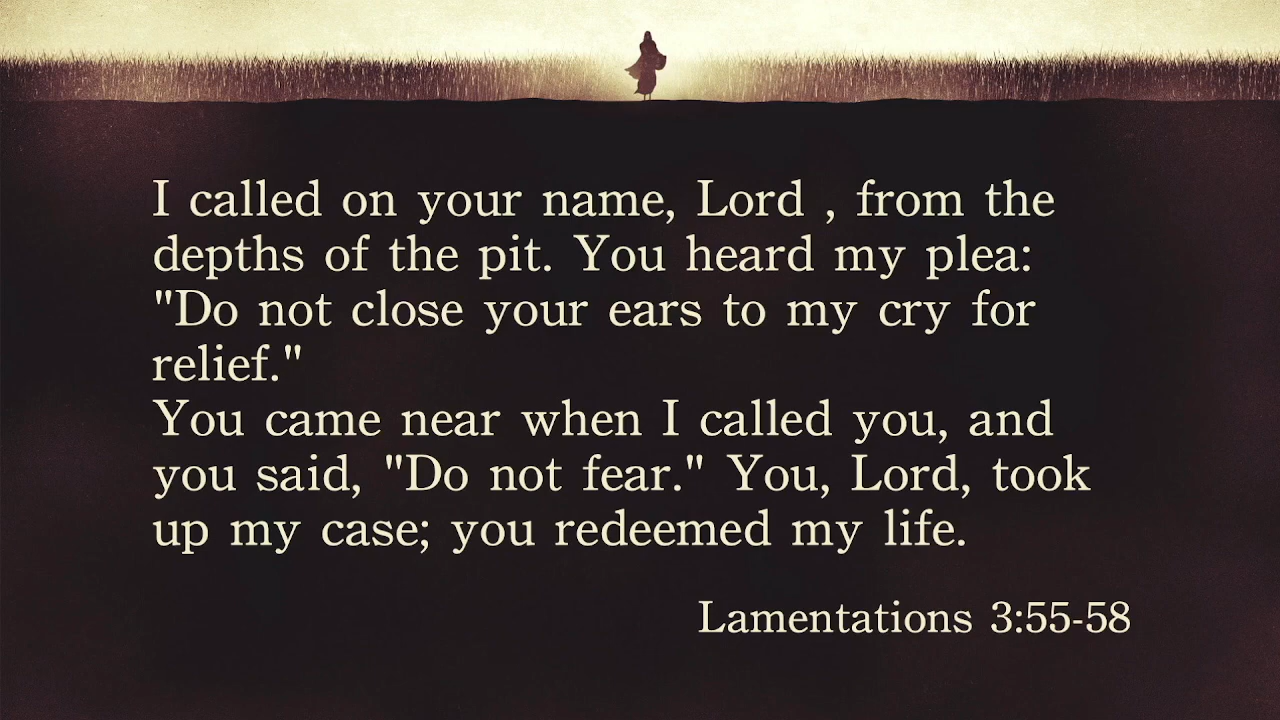 I called on your name, Lord , from the
depths of the pit. You heard my plea:
"Do not close your ears to my cry for
relief."
You came near when I called you, and
you said, "Do not fear." You, Lord, took
up my case; you redeemed my life.
Lamentations 3:55-58